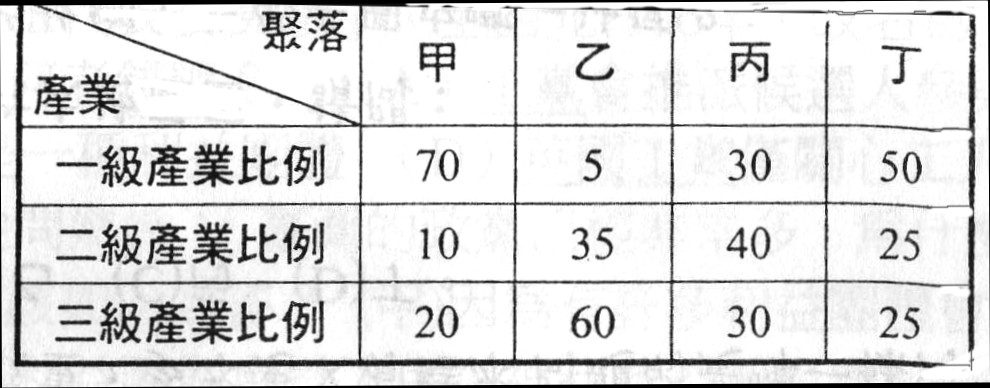 聚落 甲 乙 丙 丁
產業
一級產業比例 70 5 30 50
二級產業比例 10 35 40 25
三級產業比例 20 60 30 25